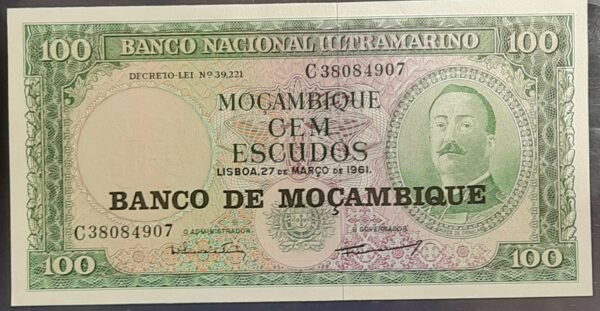 100 BANCO NACIONAL ULTRAMARINO 100
DECRETO-LEI Nº 39,221 C38084907
MOÇAMBIQUE
CEM
ESCUDOS
LISBOA, 27 DE MARÇO DE 1961.
BANCO DE MOÇAMBIQUE
C38084907 O ADMINISTRADOR O GOVERNADOR
100 100